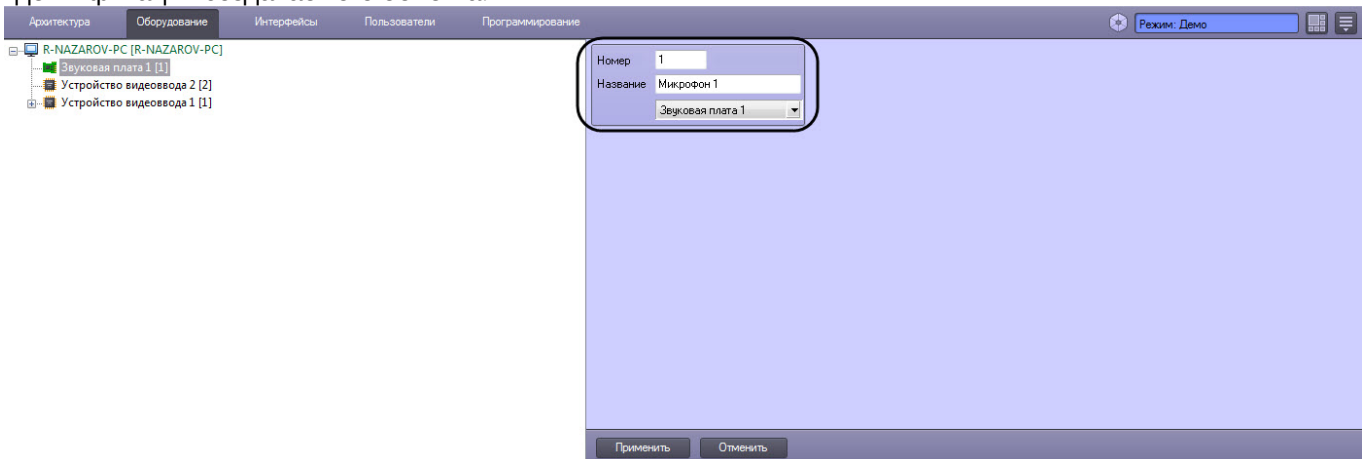 Архитектура Оборудование Интерфейсы Пользователи Программирование Режим: Демо
R-NAZAROV-PC [R-NAZAROV-PC]
Звуковая плата 1 [1]
Устройство видеоввода 2 [2]
Устройство видеоввода 1 [1]
Номер 1
Название Микрофон 1
Звуковая плата 1
Применить Отменить